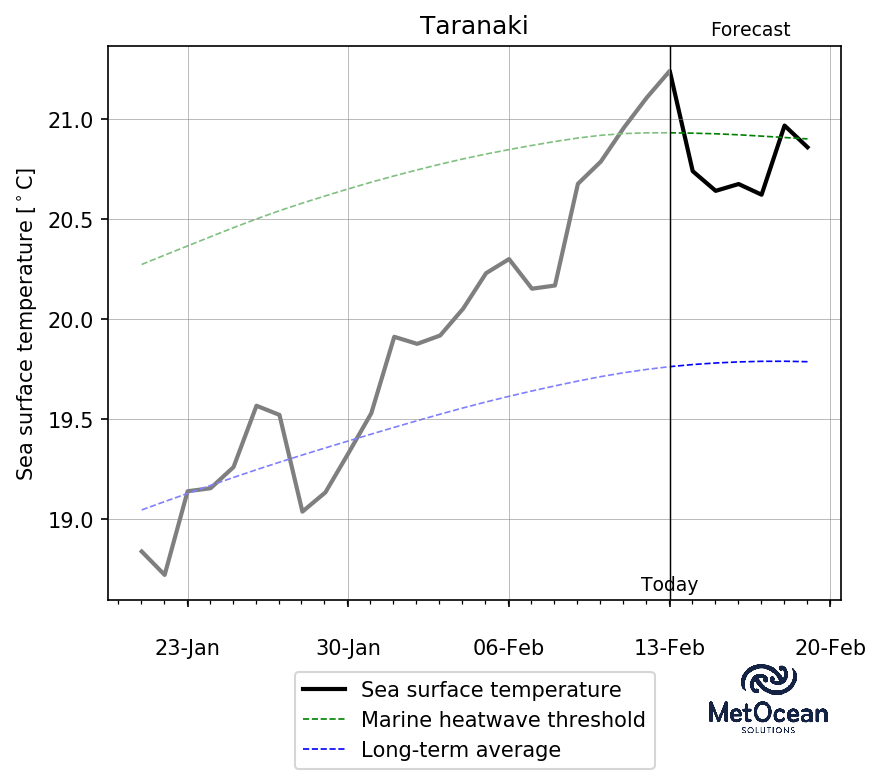 Taranaki
Forecast
Sea surface temperature [°C]
21.0
20.5
20.0
19.5
19.0
Today
23-Jan 30-Jan 06-Feb 13-Feb 20-Feb
Sea surface temperature
Marine heatwave threshold
Long-term average
MetOcean
SOLUTIONS